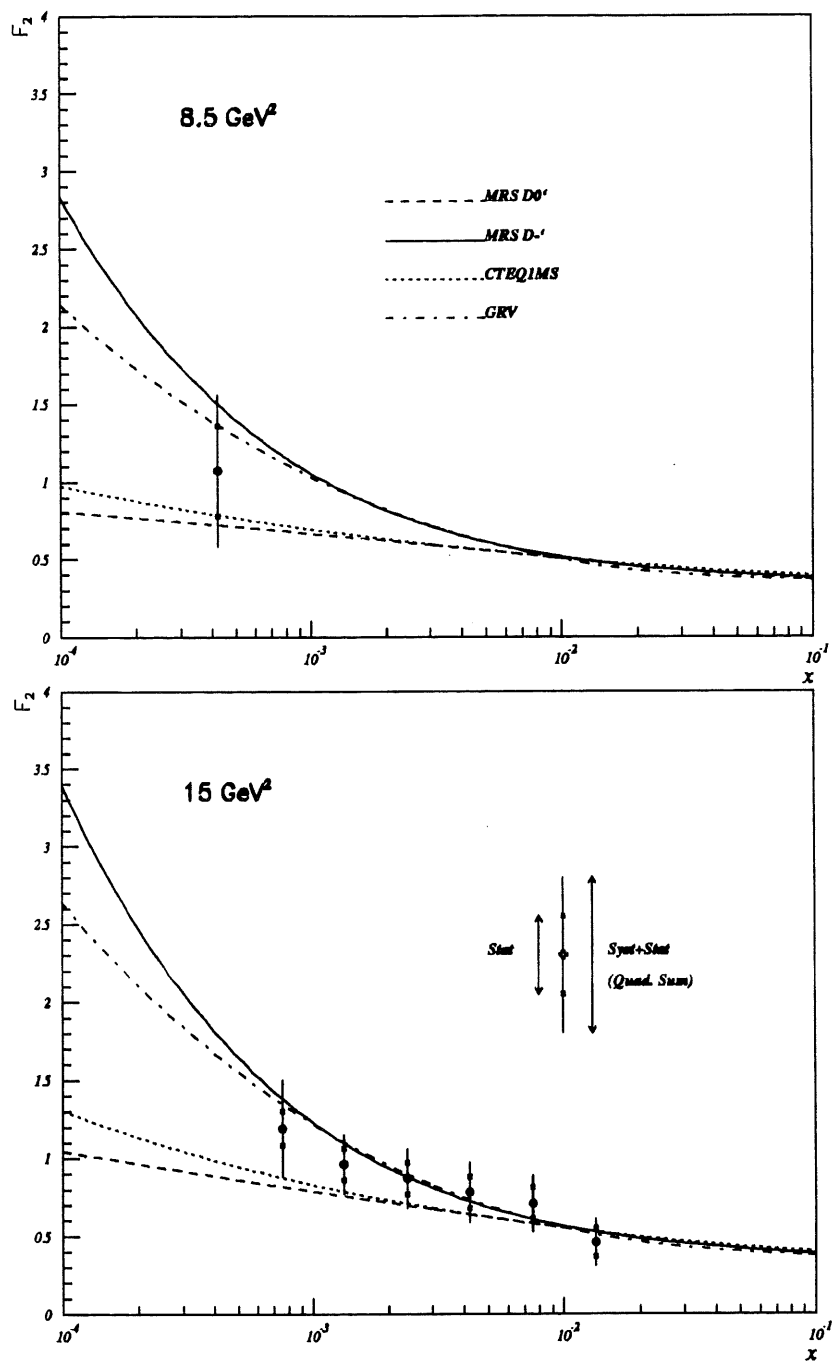 F₂
4
3.5
3
2.5
2
1.5
1
0.5
0
8.5 GeV²
MRS D0'
MRS D-'
CTEQ1MS
GRV
10⁻⁴
10⁻³
10⁻²
10⁻¹
x
F₂
4
3.5
3
2.5
2
1.5
1
0.5
0
15 GeV²
Stat
Syst+Stat
(Quad. Sum)
10⁻⁴
10⁻³
10⁻²
10⁻¹
x